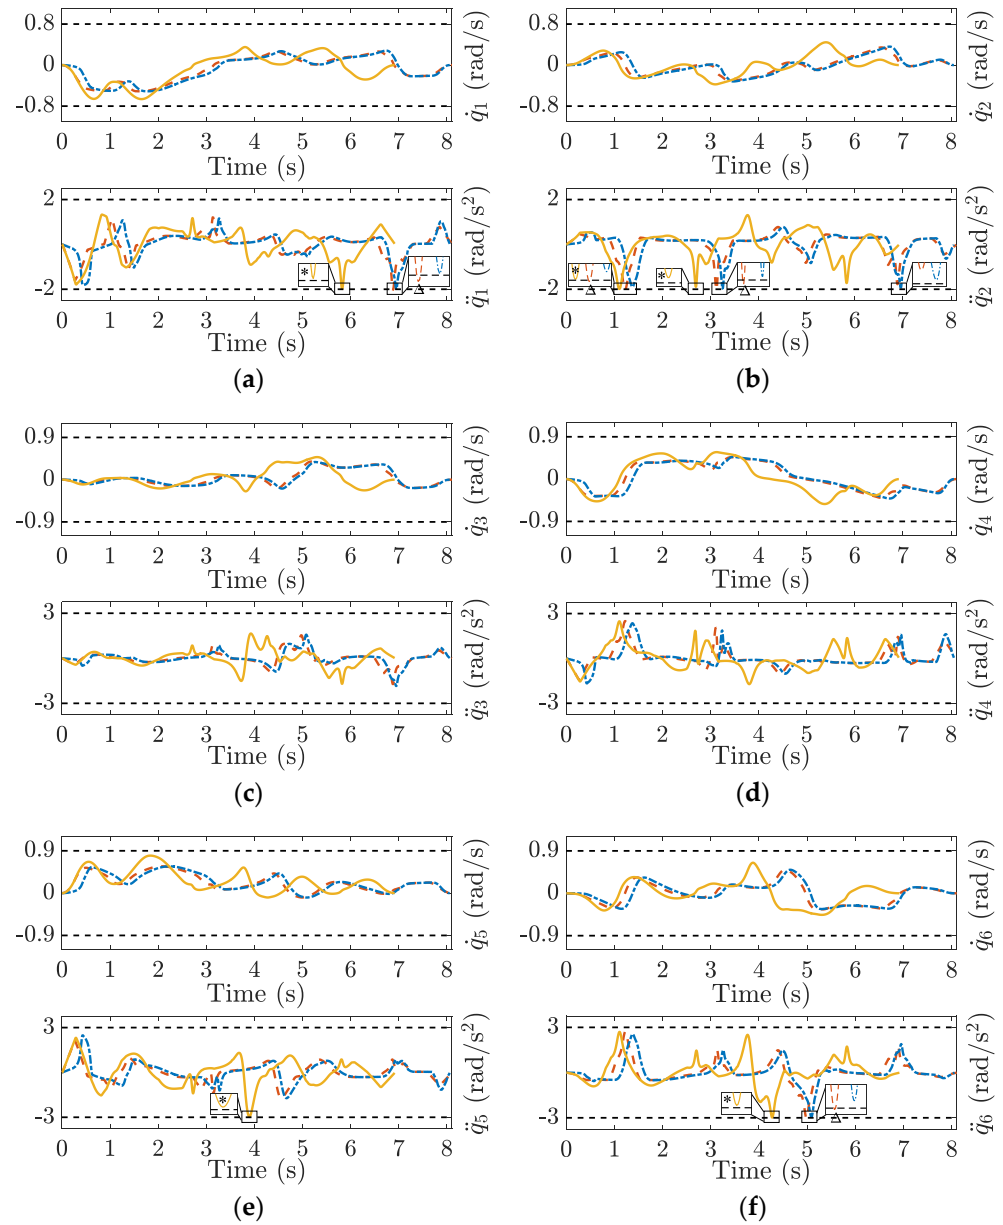 0.8
0
-0.8
0 1 2 3 4 5 6 7 8
Time (s)
q̇1 (rad/s)
2
0
-2
*
△
0 1 2 3 4 5 6 7 8
Time (s)
q̈1 (rad/s²)
(a)
0.8
0
-0.8
0 1 2 3 4 5 6 7 8
Time (s)
q̇2 (rad/s)
2
0
-2
* △ * △
0 1 2 3 4 5 6 7 8
Time (s)
q̈2 (rad/s²)
(b)
0.9
0
-0.9
0 1 2 3 4 5 6 7 8
Time (s)
q̇3 (rad/s)
3
0
-3
0 1 2 3 4 5 6 7 8
Time (s)
q̈3 (rad/s²)
(c)
0.9
0
-0.9
0 1 2 3 4 5 6 7 8
Time (s)
q̇4 (rad/s)
3
0
-3
0 1 2 3 4 5 6 7 8
Time (s)
q̈4 (rad/s²)
(d)
0.9
0
-0.9
0 1 2 3 4 5 6 7 8
Time (s)
q̇5 (rad/s)
3
0
-3
*
0 1 2 3 4 5 6 7 8
Time (s)
q̈5 (rad/s²)
(e)
0.9
0
-0.9
0 1 2 3 4 5 6 7 8
Time (s)
q̇6 (rad/s)
3
0
-3
* △
0 1 2 3 4 5 6 7 8
Time (s)
q̈6 (rad/s²)
(f)